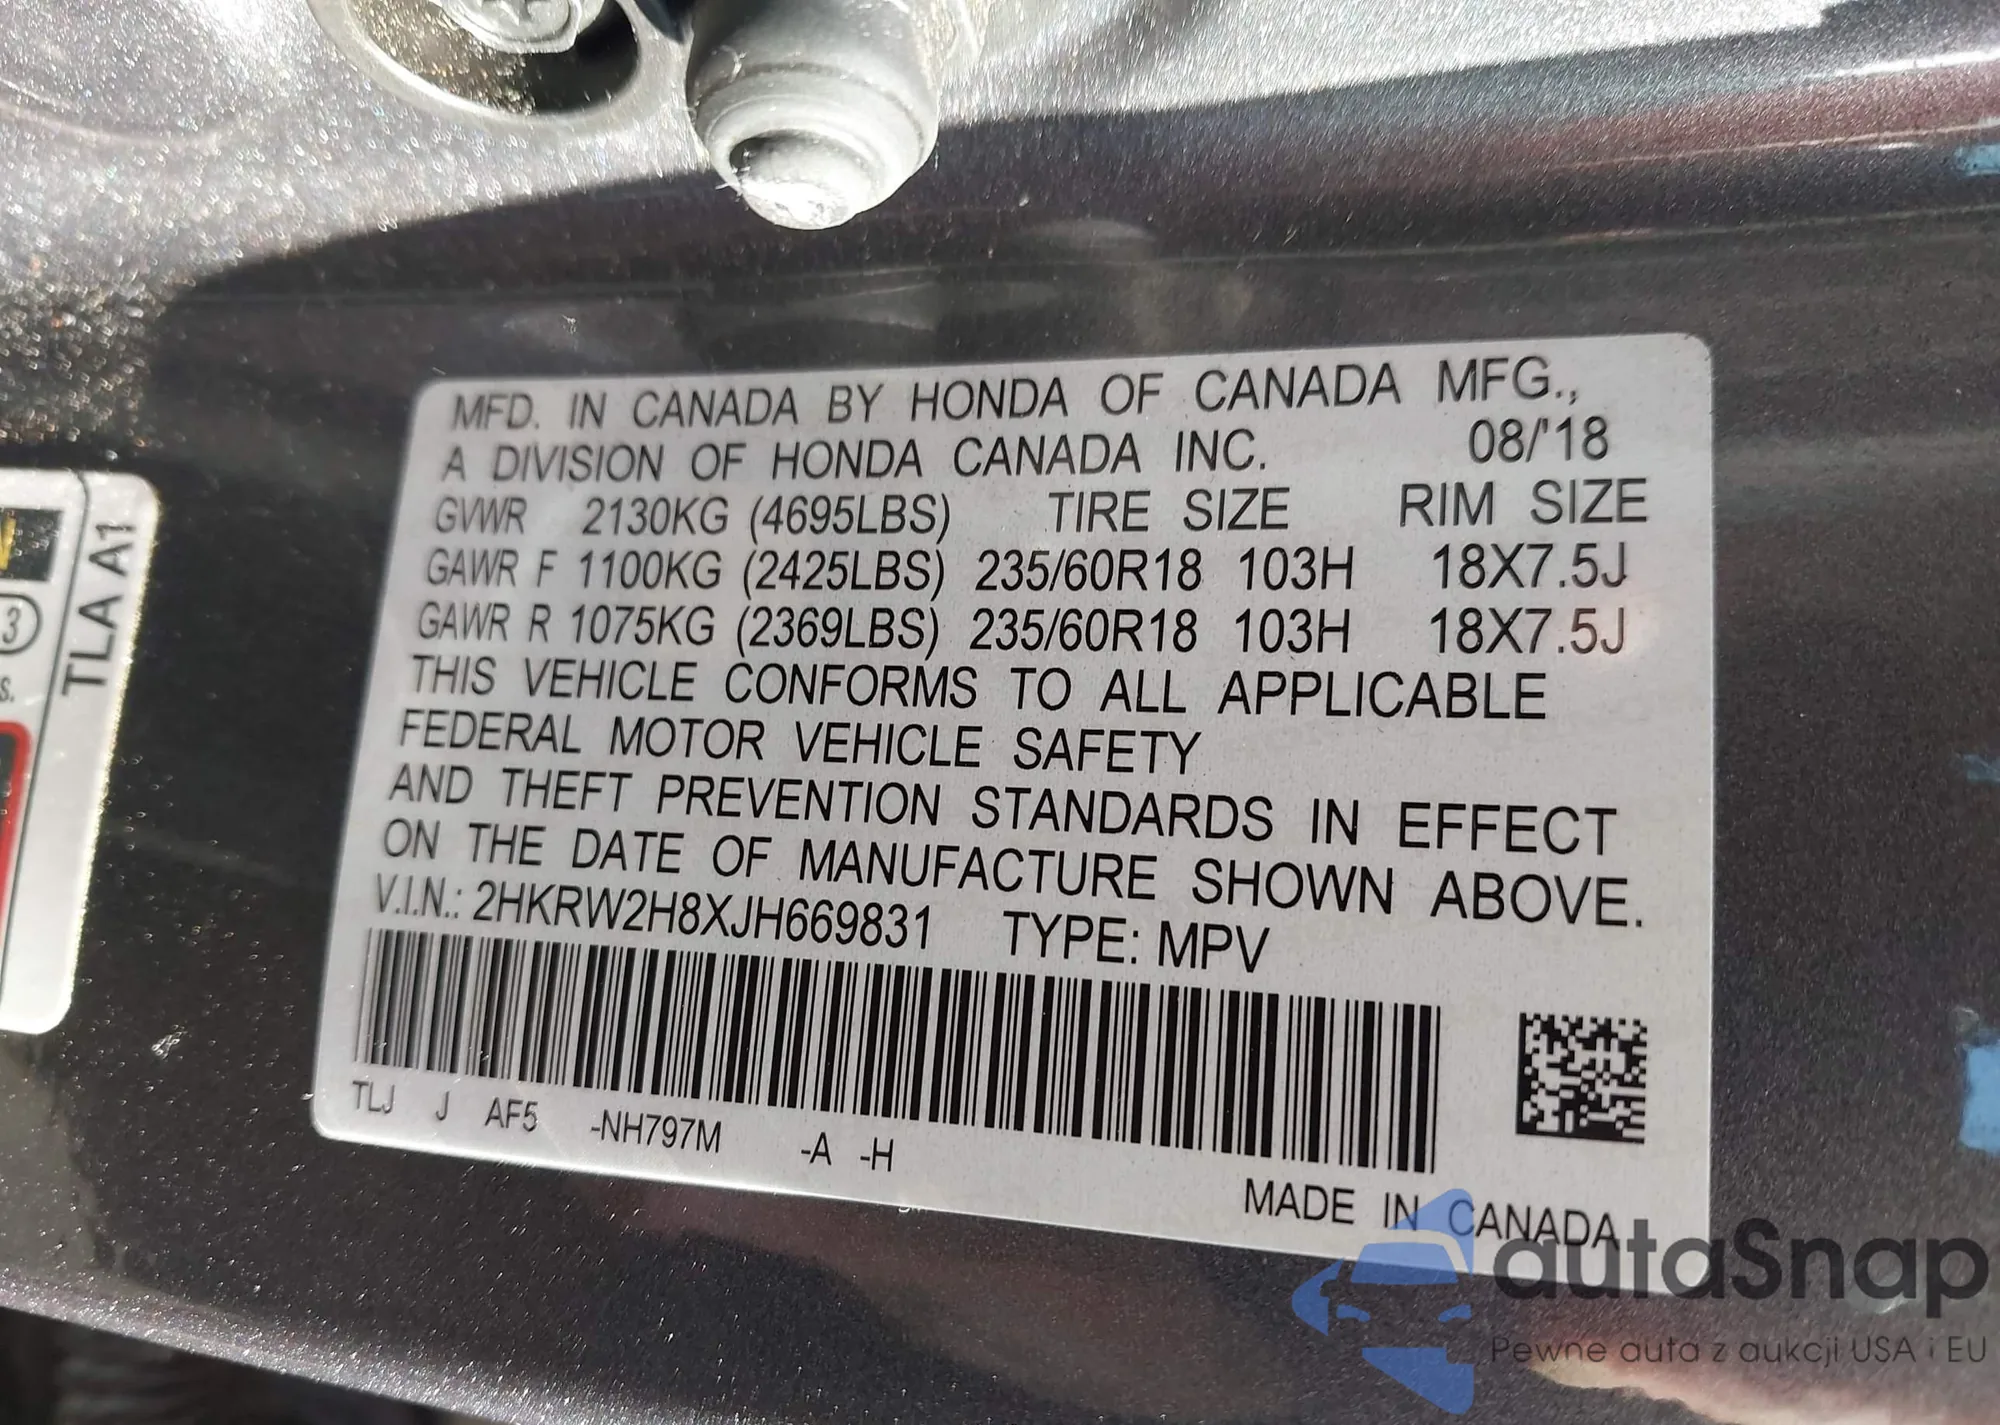 MFD. IN CANADA BY HONDA OF CANADA MFG.,
A DIVISION OF HONDA CANADA INC. 08/'18
GVWR 2130KG (4695LBS) TIRE SIZE RIM SIZE
GAWR F 1100KG (2425LBS) 235/60R18 103H 18X7.5J
GAWR R 1075KG (2369LBS) 235/60R18 103H 18X7.5J
THIS VEHICLE CONFORMS TO ALL APPLICABLE
FEDERAL MOTOR VEHICLE SAFETY
AND THEFT PREVENTION STANDARDS IN EFFECT
ON THE DATE OF MANUFACTURE SHOWN ABOVE.
V.I.N.: 2HKRW2H8XJH669831 TYPE: MPV
TLJ J AF5 -NH797M -A -H
MADE IN CANADA
TLA A1
3
s.
autaSnap
Pewne auta z aukcji USA i EU